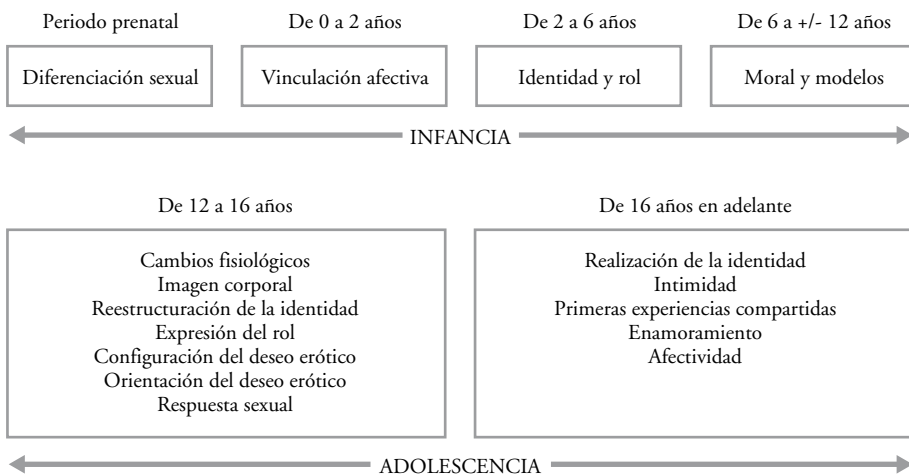 Periodo prenatal
De 0 a 2 años
De 2 a 6 años
De 6 a +/- 12 años
Diferenciación sexual
Vinculación afectiva
Identidad y rol
Moral y modelos
INFANCIA
De 12 a 16 años
Cambios fisiológicos
Imagen corporal
Reestructuración de la identidad
Expresión del rol
Configuración del deseo erótico
Orientación del deseo erótico
Respuesta sexual
De 16 años en adelante
Realización de la identidad
Intimidad
Primeras experiencias compartidas
Enamoramiento
Afectividad
ADOLESCENCIA